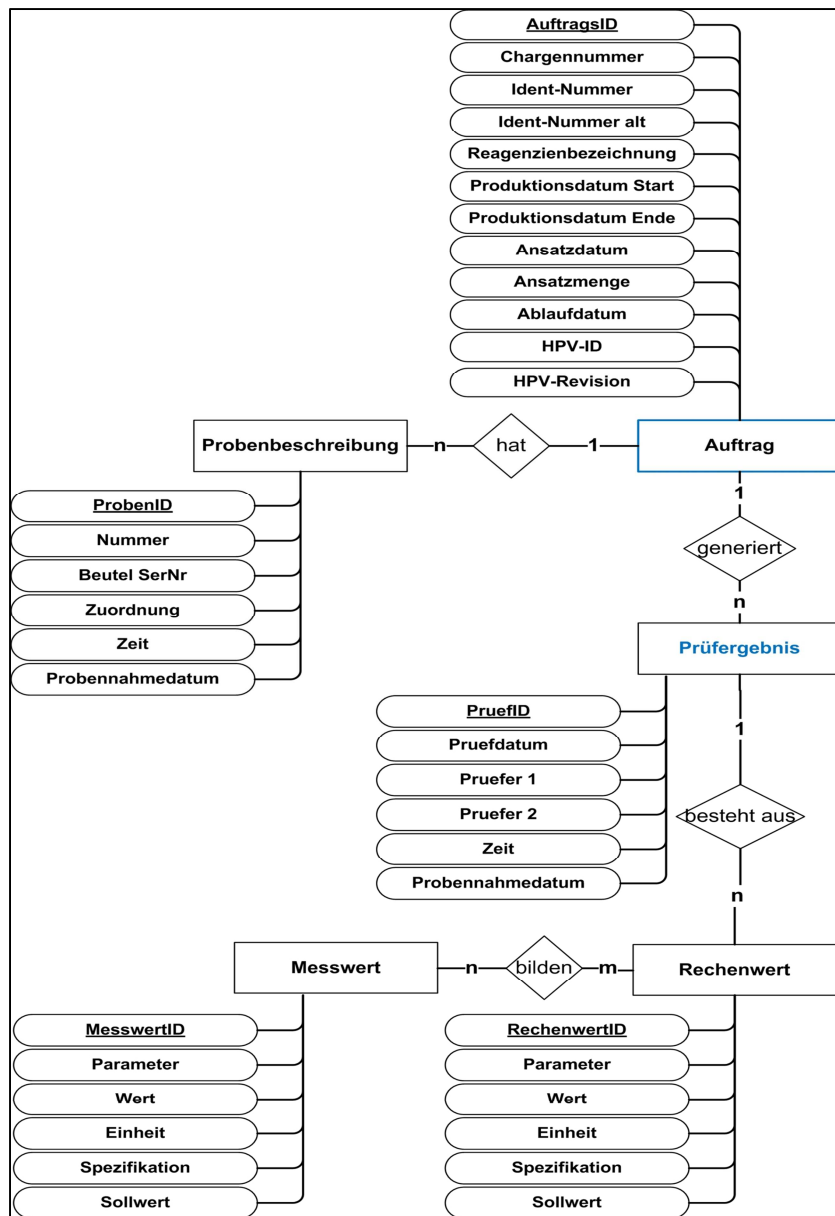 AuftragsID
Chargennummer
Ident-Nummer
Ident-Nummer alt
Reagenzienbezeichnung
Produktionsdatum Start
Produktionsdatum Ende
Ansatzdatum
Ansatzmenge
Ablaufdatum
HPV-ID
HPV-Revision
Probenbeschreibung n hat 1 Auftrag
1
generiert
n
ProbenID
Nummer
Beutel SerNr
Zuordnung
Zeit
Probennahmedatum
Prüfergebnis
PruefID
Pruefdatum
Pruefer 1
Pruefer 2
Zeit
Probennahmedatum
1
besteht aus
n
Messwert n bilden m Rechenwert
MesswertID
Parameter
Wert
Einheit
Spezifikation
Sollwert
RechenwertID
Parameter
Wert
Einheit
Spezifikation
Sollwert